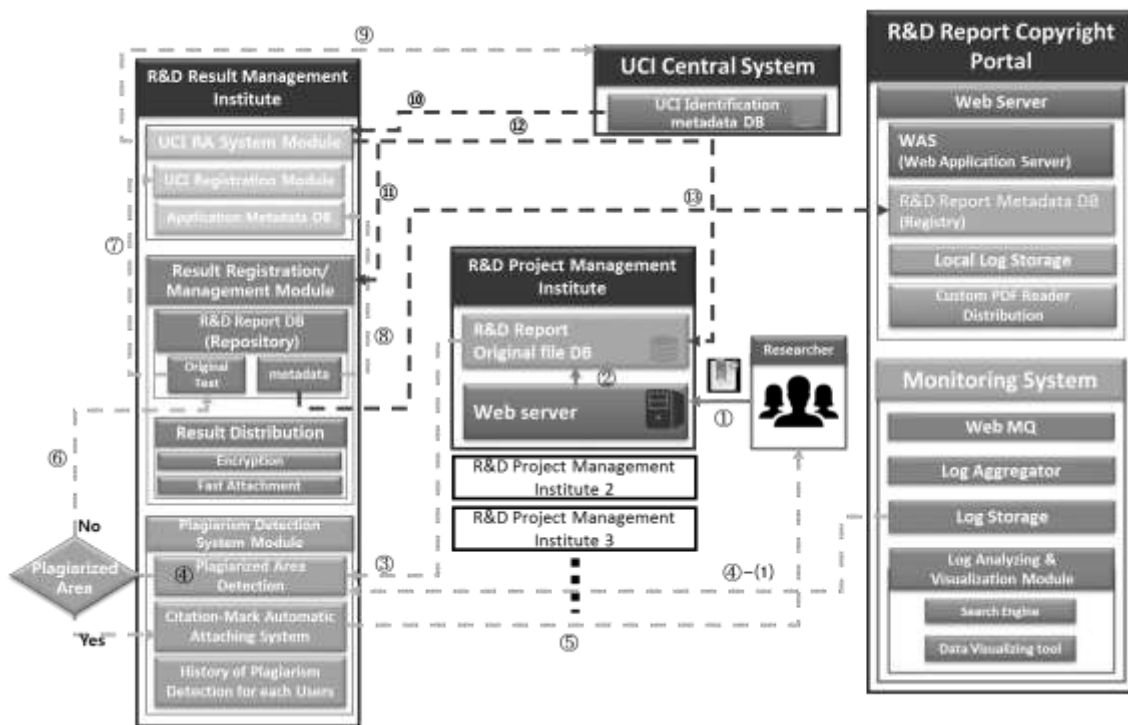 ⑨
R&D Result Management
Institute
UCI RA System Module
UCI Registration Module
Application Metadata DB
⑦
Result Registration/
Management Module
R&D Report DB
(Repository)
Original
Text
metadata
⑧
Result Distribution
Encryption
Fast Attachment
⑥
No
Plagiarized
Area
Yes
Plagiarism Detection
System Module
④
Plagiarized Area
Detection
Citation-Mark Automatic
Attaching System
History of Plagiarism
Detection for each Users
⑩
⑫
⑪
⑬
UCI Central System
UCI Identification
metadata DB
R&D Project Management
Institute
R&D Report
Original file DB
②
Web server
①
Researcher
R&D Project Management
Institute 2
R&D Project Management
Institute 3
③
④-(1)
⑤
R&D Report Copyright
Portal
Web Server
WAS
(Web Application Server)
R&D Report Metadata DB
(Registry)
Local Log Storage
Custom PDF Reader
Distribution
Monitoring System
Web MQ
Log Aggregator
Log Storage
Log Analyzing &
Visualization Module
Search Engine
Data Visualizing tool